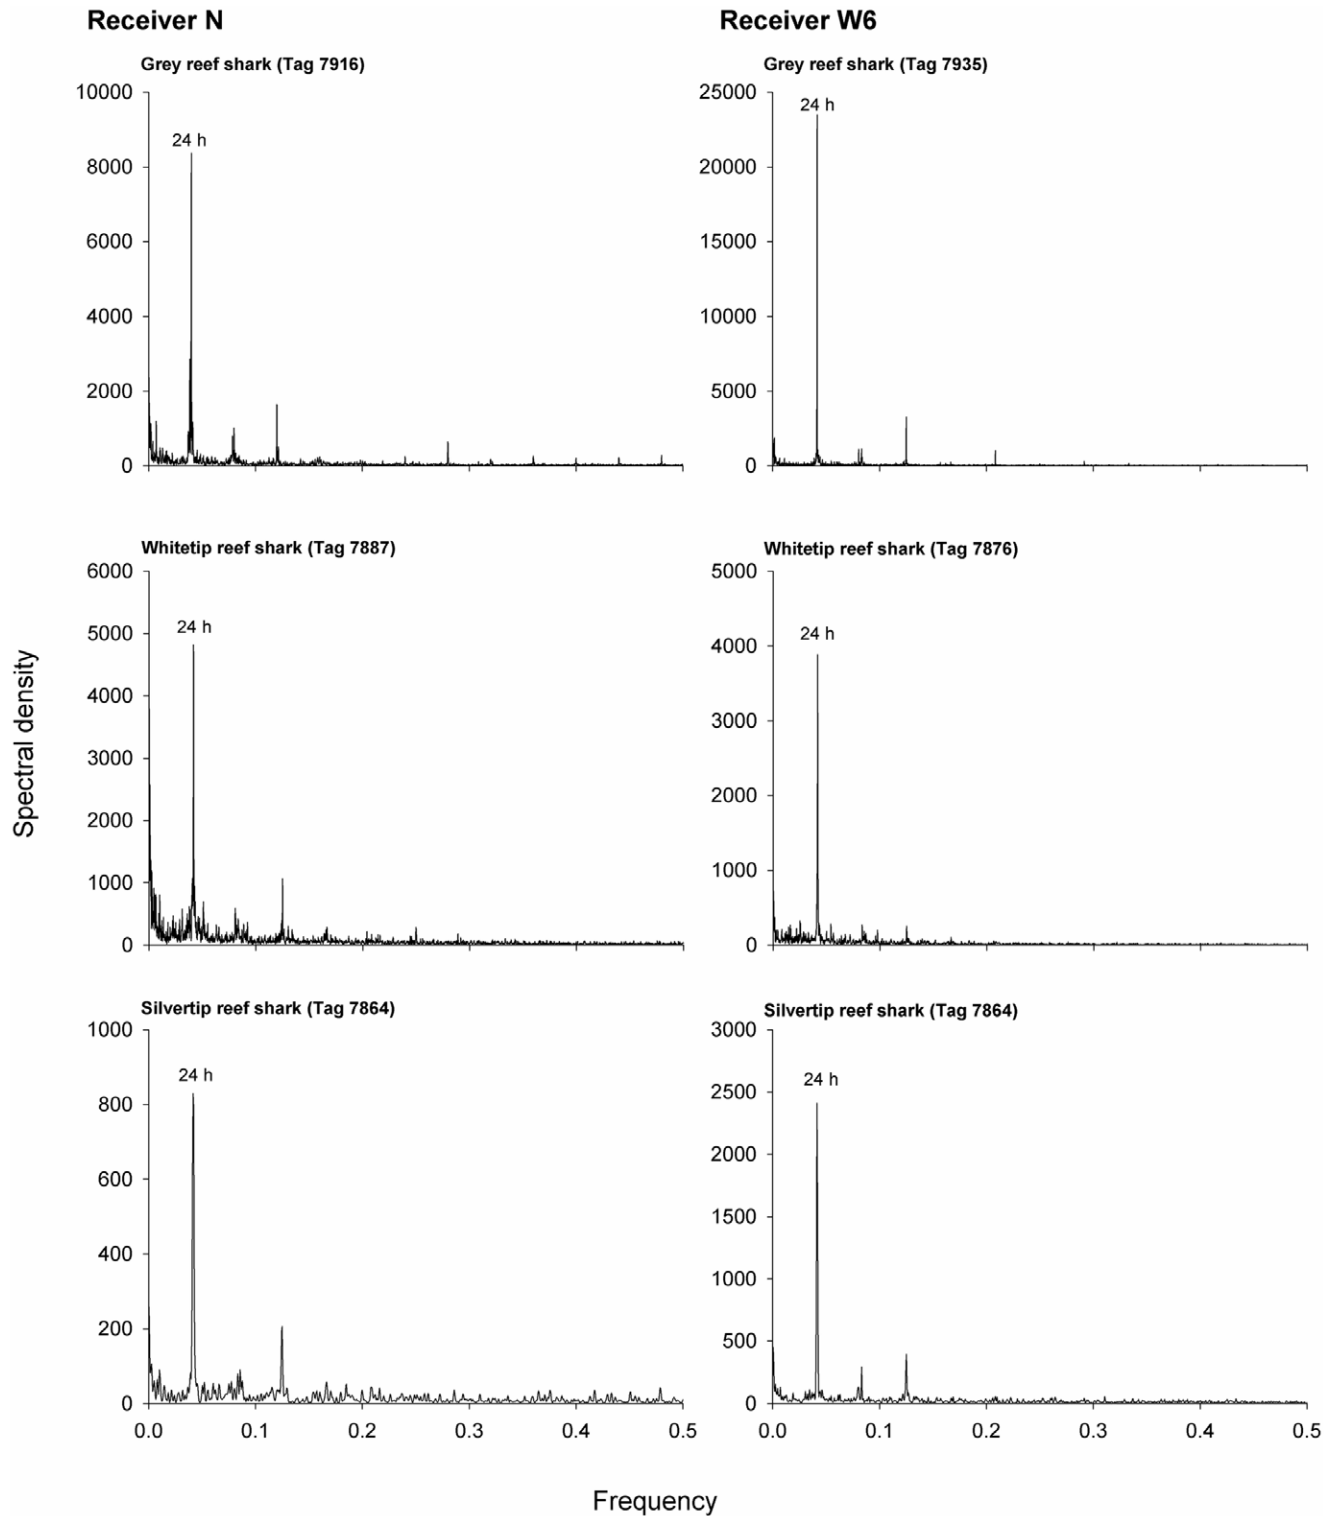 Receiver N
Receiver W6
Grey reef shark (Tag 7916)
10000
8000
6000
4000
2000
0
24 h
Grey reef shark (Tag 7935)
25000
20000
15000
10000
5000
0
24 h
Whitetip reef shark (Tag 7887)
6000
5000
4000
3000
2000
1000
0
24 h
Whitetip reef shark (Tag 7876)
5000
4000
3000
2000
1000
0
24 h
Spectral density
Silvertip reef shark (Tag 7864)
1000
800
600
400
200
0
24 h
0.0 0.1 0.2 0.3 0.4 0.5
Silvertip reef shark (Tag 7864)
3000
2500
2000
1500
1000
500
0
24 h
0.0 0.1 0.2 0.3 0.4 0.5
Frequency